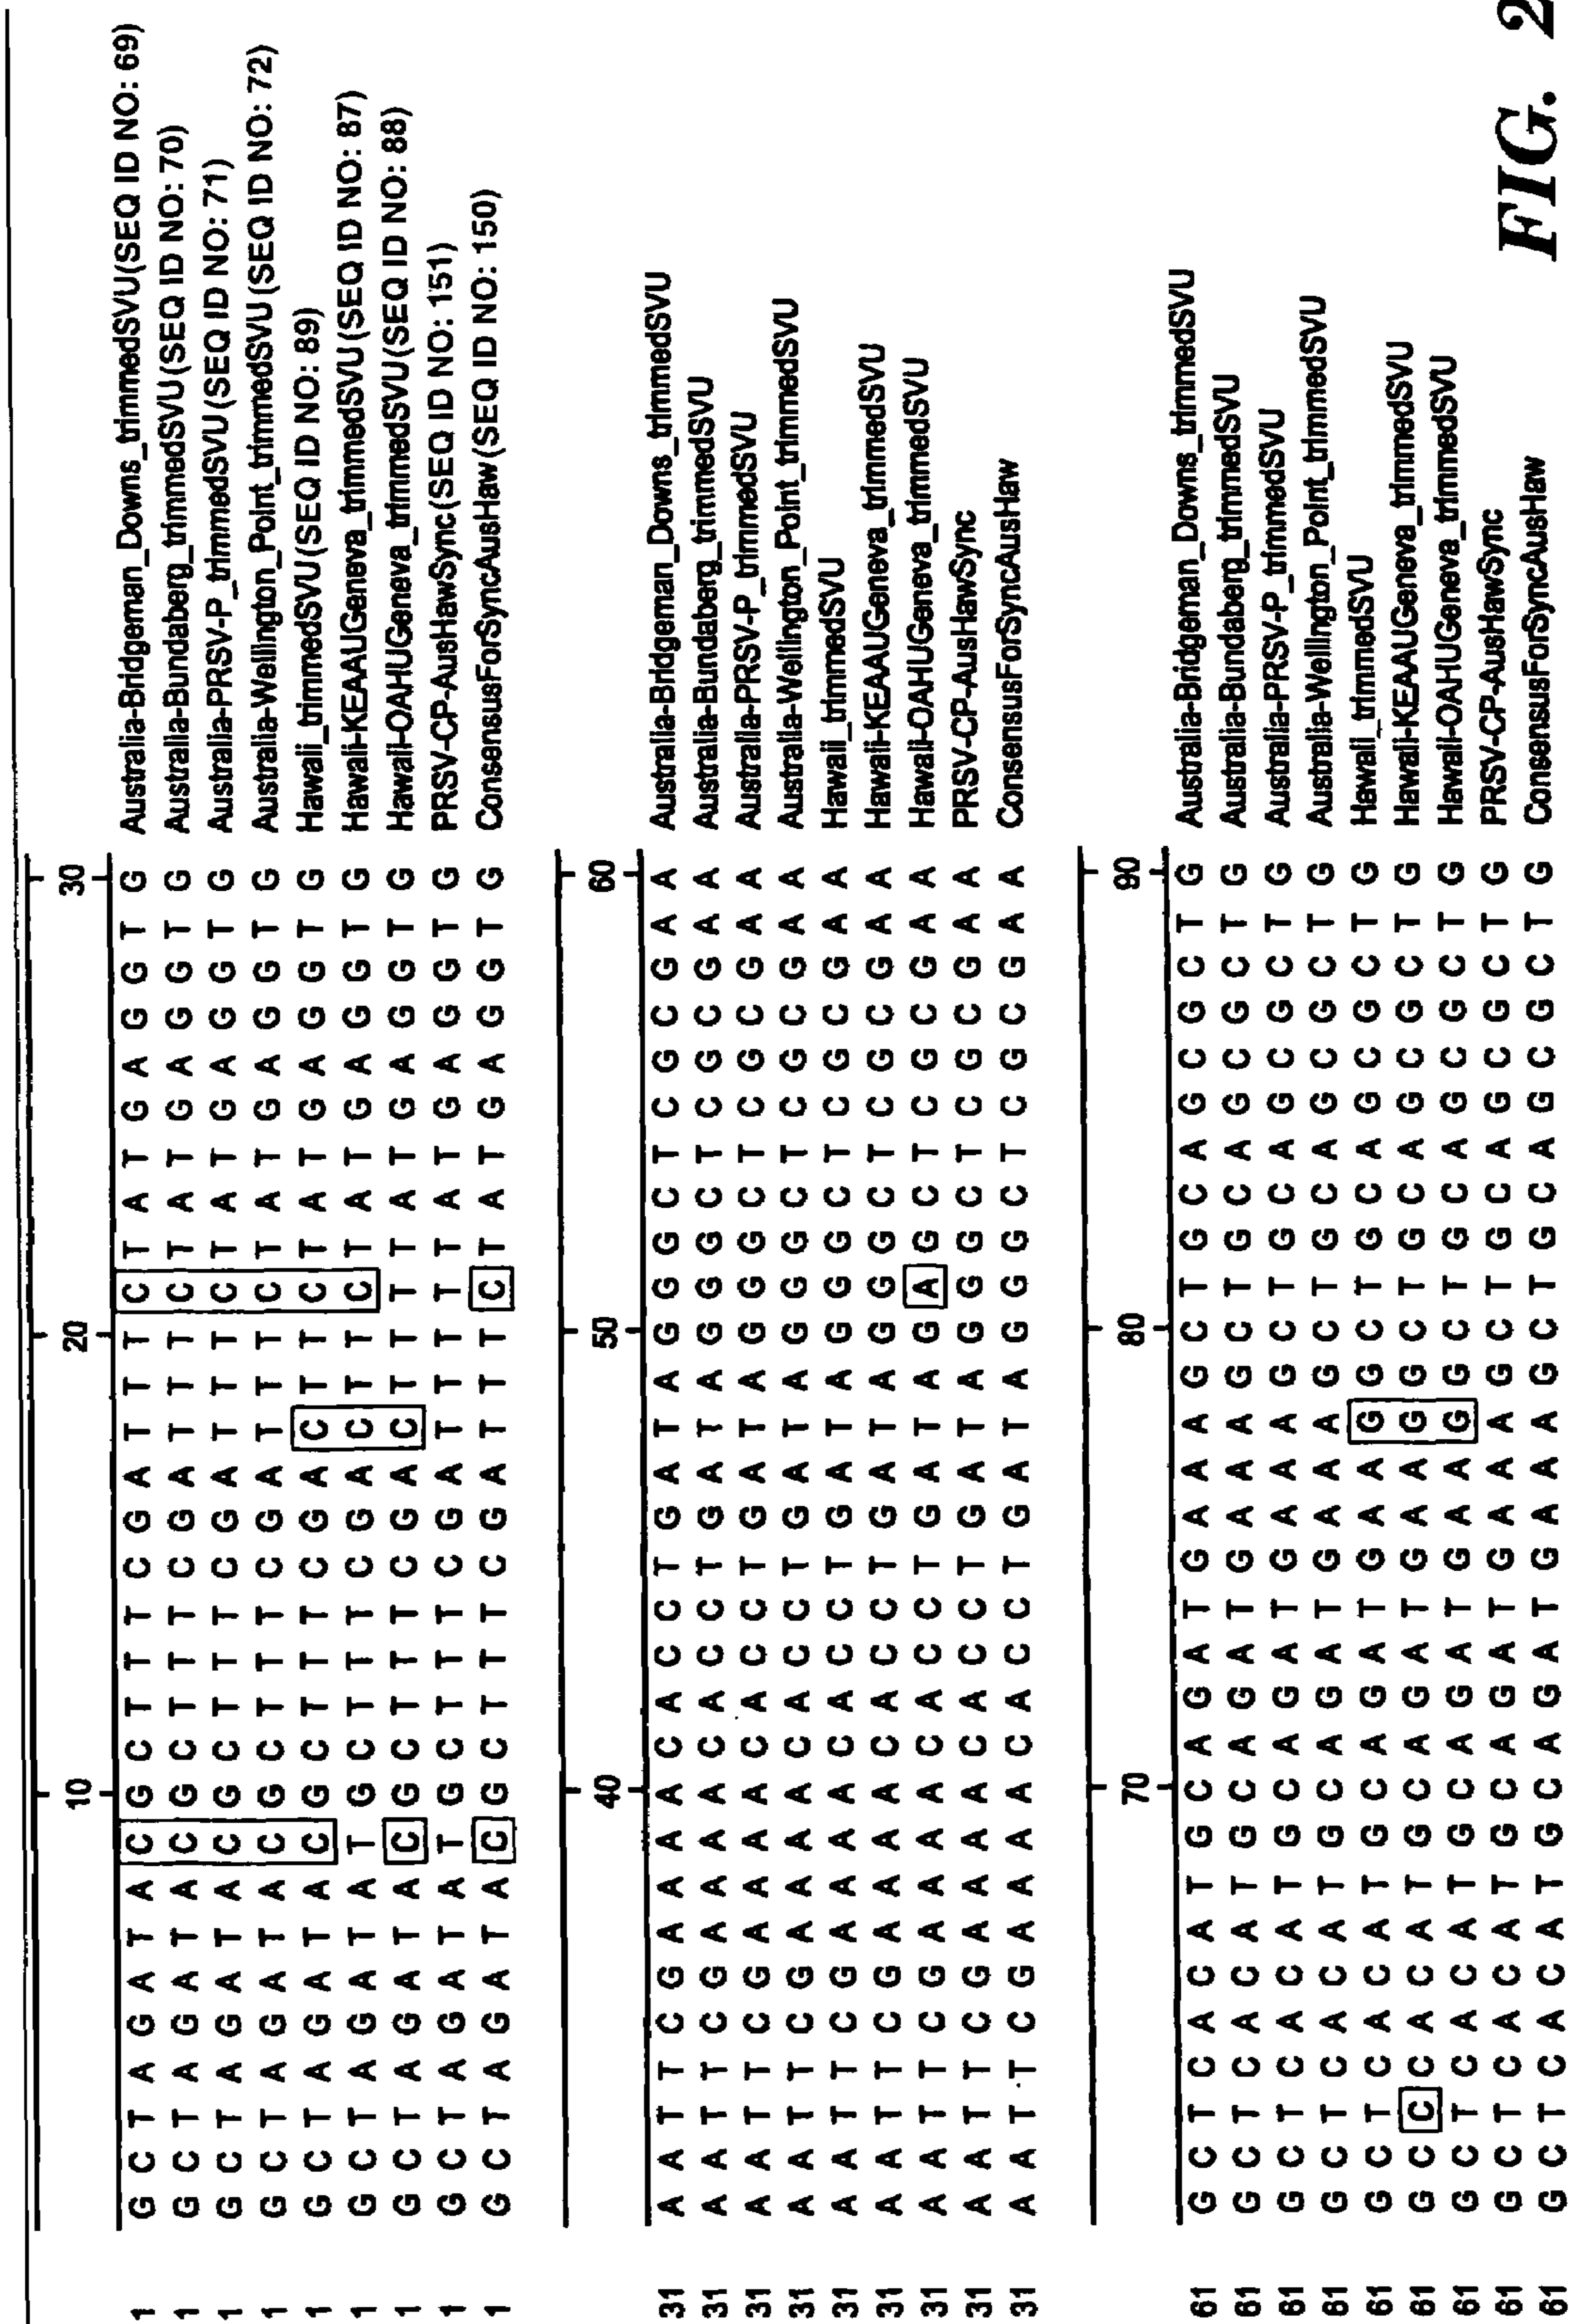 10 20 30
1 G C T A G A T A C G C T T T C G A T T T C T A T G A G G T G Australia-Bridgeman_Downs_trimmedSVU(SEQ ID NO: 69)
1 G C T A G A T A C G C T T T C G A T T T C T A T G A G G T G Australia-Bundaberg_trimmedSVU(SEQ ID NO: 70)
1 G C T A G A T A C G C T T T C G A T T T C T A T G A G G T G Australia-PRSV-P_trimmedSVU(SEQ ID NO: 71)
1 G C T A G A T A C G C T T T C G A T T T C T A T G A G G T G Australia-Wellington_Point_trimmedSVU(SEQ ID NO: 72)
1 G C T A G A T A C G C T T T C G A C T T C T A T G A G G T G Hawaii_trimmedSVU(SEQ ID NO: 89)
1 G C T A G A T A T G C T T T C G A C T T C T A T G A G G T G Hawaii-KEAAUGeneva_trimmedSVU(SEQ ID NO: 87)
1 G C T A G A T A C G C T T T C G A C T T T T A T G A G G T G Hawaii-OAHUGeneva_trimmedSVU(SEQ ID NO: 88)
1 G C T A G A T A T G C T T T C G A T T T T T A T G A G G T G PRSV-CP-AusHawSync(SEQ ID NO: 151)
1 G C T A G A T A C G C T T T C G A T T T C T A T G A G G T G ConsensusForSyncAusHaw(SEQ ID NO: 150)
40 50 60
31 A A T T C G A A A A C A C C T G A T A G G G C T C G C G A A Australia-Bridgeman_Downs_trimmedSVU
31 A A T T C G A A A A C A C C T G A T A G G G C T C G C G A A Australia-Bundaberg_trimmedSVU
31 A A T T C G A A A A C A C C T G A T A G G G C T C G C G A A Australia-PRSV-P_trimmedSVU
31 A A T T C G A A A A C A C C T G A T A G G G C T C G C G A A Australia-Wellington_Point_trimmedSVU
31 A A T T C G A A A A C A C C T G A T A G G G C T C G C G A A Hawaii_trimmedSVU
31 A A T T C G A A A A C A C C T G A T A G G G C T C G C G A A Hawaii-KEAAUGeneva_trimmedSVU
31 A A T T C G A A A A C A C C T G A T A G A G C T C G C G A A Hawaii-OAHUGeneva_trimmedSVU
31 A A T T C G A A A A C A C C T G A T A G G G C T C G C G A A PRSV-CP-AusHawSync
31 A A T T C G A A A A C A C C T G A T A G G G C T C G C G A A ConsensusForSyncAusHaw
70 80 90
61 G C T C A C A T G C A G A T G A A A G C T G C A G C G C T G Australia-Bridgeman_Downs_trimmedSVU
61 G C T C A C A T G C A G A T G A A A G C T G C A G C G C T G Australia-Bundaberg_trimmedSVU
61 G C T C A C A T G C A G A T G A A A G C T G C A G C G C T G Australia-PRSV-P_trimmedSVU
61 G C T C A C A T G C A G A T G A A A G C T G C A G C G C T G Australia-Wellington_Point_trimmedSVU
61 G C T C A C A T G C A G A T G A A G G C T G C A G C G C T G Hawaii_trimmedSVU
61 G C C C A C A T G C A G A T G A A G G C T G C A G C G C T G Hawaii-KEAAUGeneva_trimmedSVU
61 G C T C A C A T G C A G A T G A A G G C T G C A G C G C T G Hawaii-OAHUGeneva_trimmedSVU
61 G C T C A C A T G C A G A T G A A A G C T G C A G C G C T G PRSV-CP-AusHawSync
61 G C T C A C A T G C A G A T G A A A G C T G C A G C G C T G ConsensusForSyncAusHaw
FIG. 2